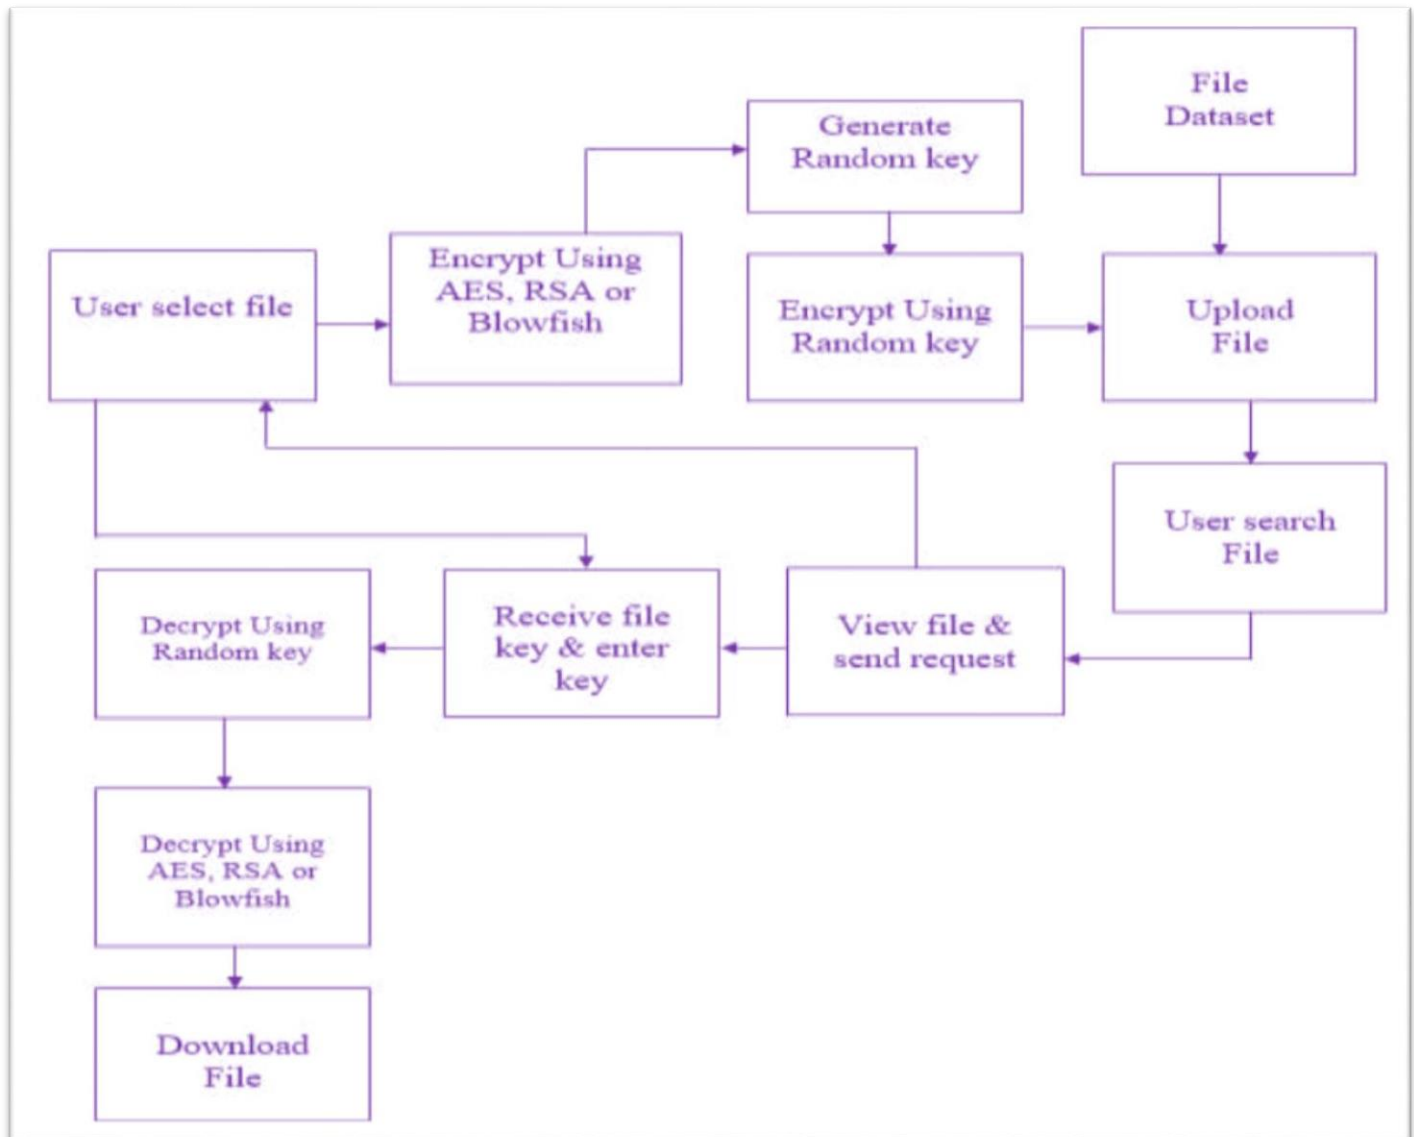 File
Dataset
Generate
Random key
User select file
Encrypt Using
AES, RSA or
Blowfish
Encrypt Using
Random key
Upload
File
User search
File
View file &
send request
Receive file
key & enter
key
Decrypt Using
Random key
Decrypt Using
AES, RSA or
Blowfish
Download
File